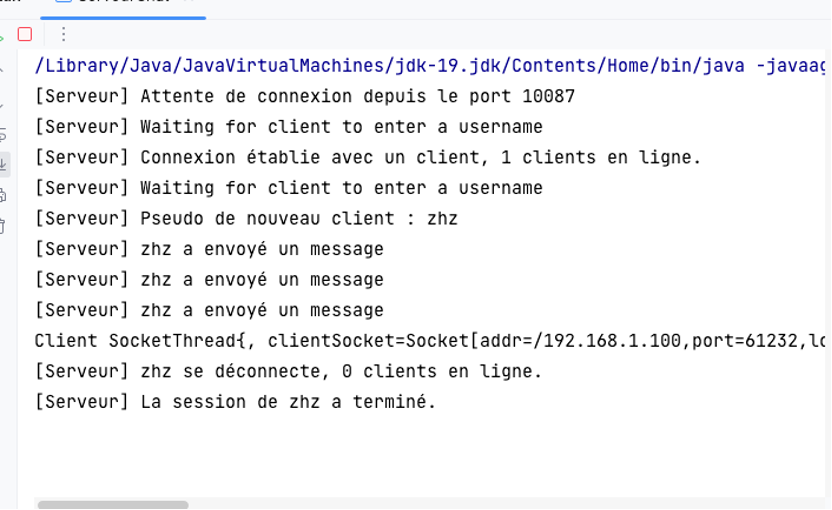 /Library/Java/JavaVirtualMachines/jdk-19.jdk/Contents/Home/bin/java -javaag
[Serveur] Attente de connexion depuis le port 10087
[Serveur] Waiting for client to enter a username
[Serveur] Connexion établie avec un client, 1 clients en ligne.
[Serveur] Waiting for client to enter a username
[Serveur] Pseudo de nouveau client : zhz
[Serveur] zhz a envoyé un message
[Serveur] zhz a envoyé un message
[Serveur] zhz a envoyé un message
Client SocketThread{, clientSocket=Socket[addr=/192.168.1.100,port=61232,lo
[Serveur] zhz se déconnecte, 0 clients en ligne.
[Serveur] La session de zhz a terminé.